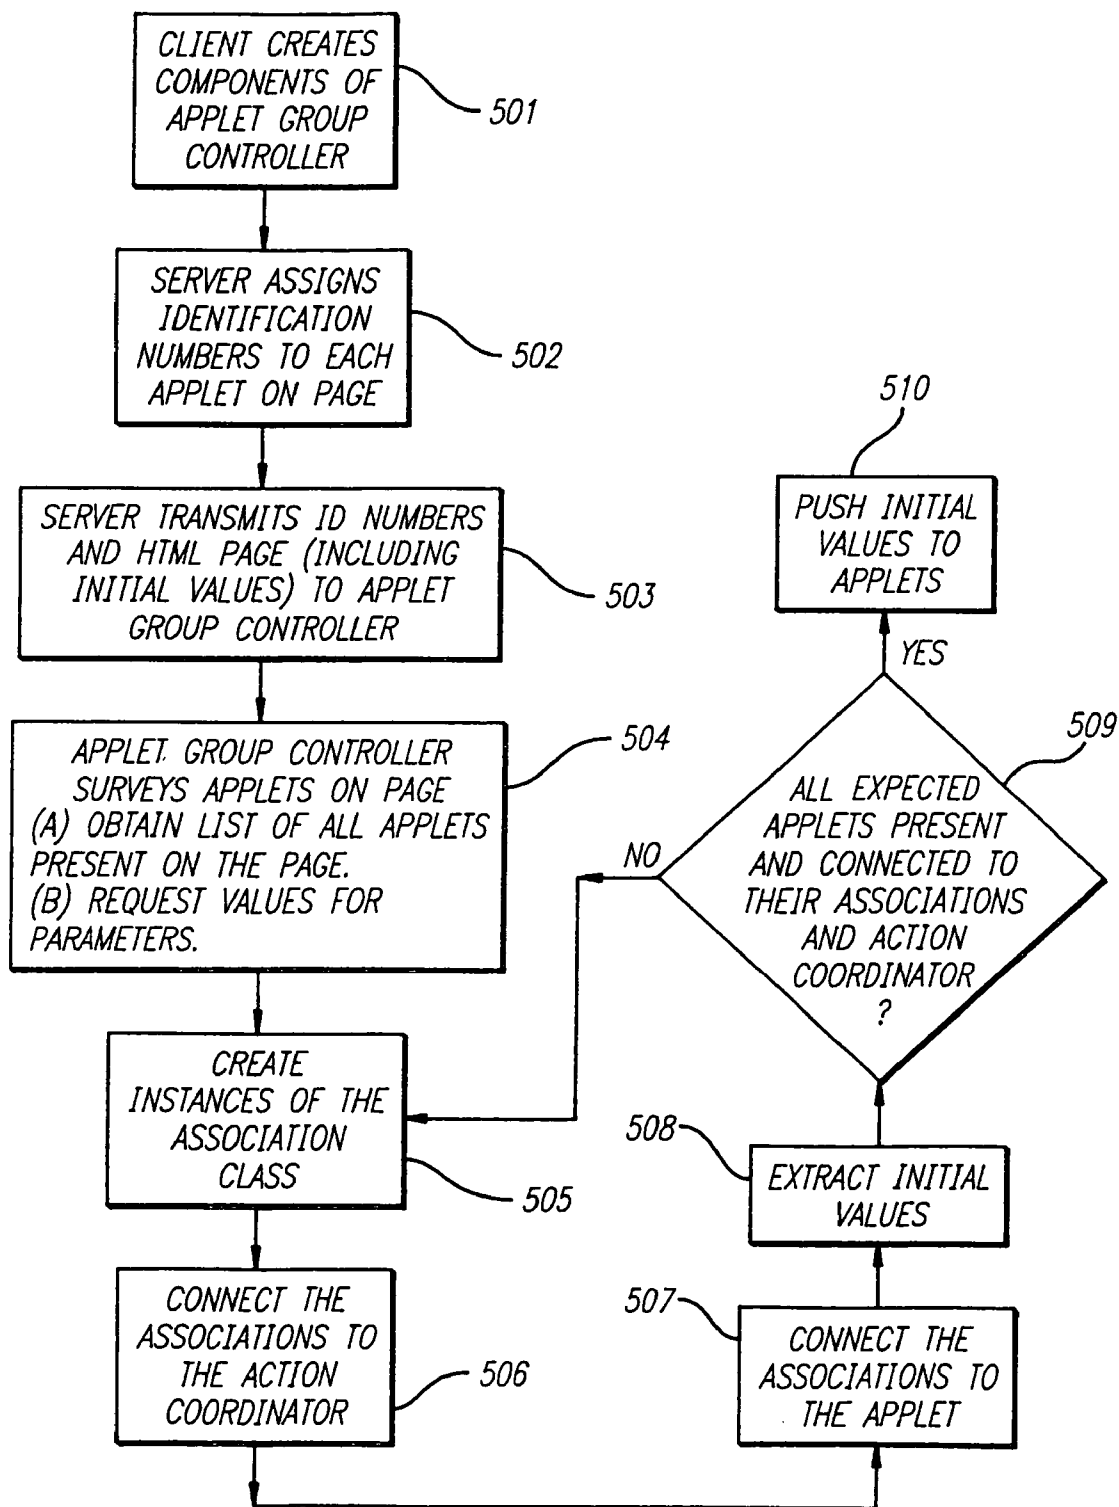 CLIENT CREATES
COMPONENTS OF
APPLET GROUP
CONTROLLER
501
SERVER ASSIGNS
IDENTIFICATION
NUMBERS TO EACH
APPLET ON PAGE
502
SERVER TRANSMITS ID NUMBERS
AND HTML PAGE (INCLUDING
INITIAL VALUES) TO APPLET
GROUP CONTROLLER
503
APPLET GROUP CONTROLLER
SURVEYS APPLETS ON PAGE
(A) OBTAIN LIST OF ALL APPLETS
PRESENT ON THE PAGE.
(B) REQUEST VALUES FOR
PARAMETERS.
504
CREATE
INSTANCES OF THE
ASSOCIATION
CLASS
505
CONNECT THE
ASSOCIATIONS TO
THE ACTION
COORDINATOR
506
CONNECT THE
ASSOCIATIONS TO
THE APPLET
507
EXTRACT INITIAL
VALUES
508
ALL EXPECTED
APPLETS PRESENT
AND CONNECTED TO
THEIR ASSOCIATIONS
AND ACTION
COORDINATOR
?
509
NO
YES
PUSH INITIAL
VALUES TO
APPLETS
510